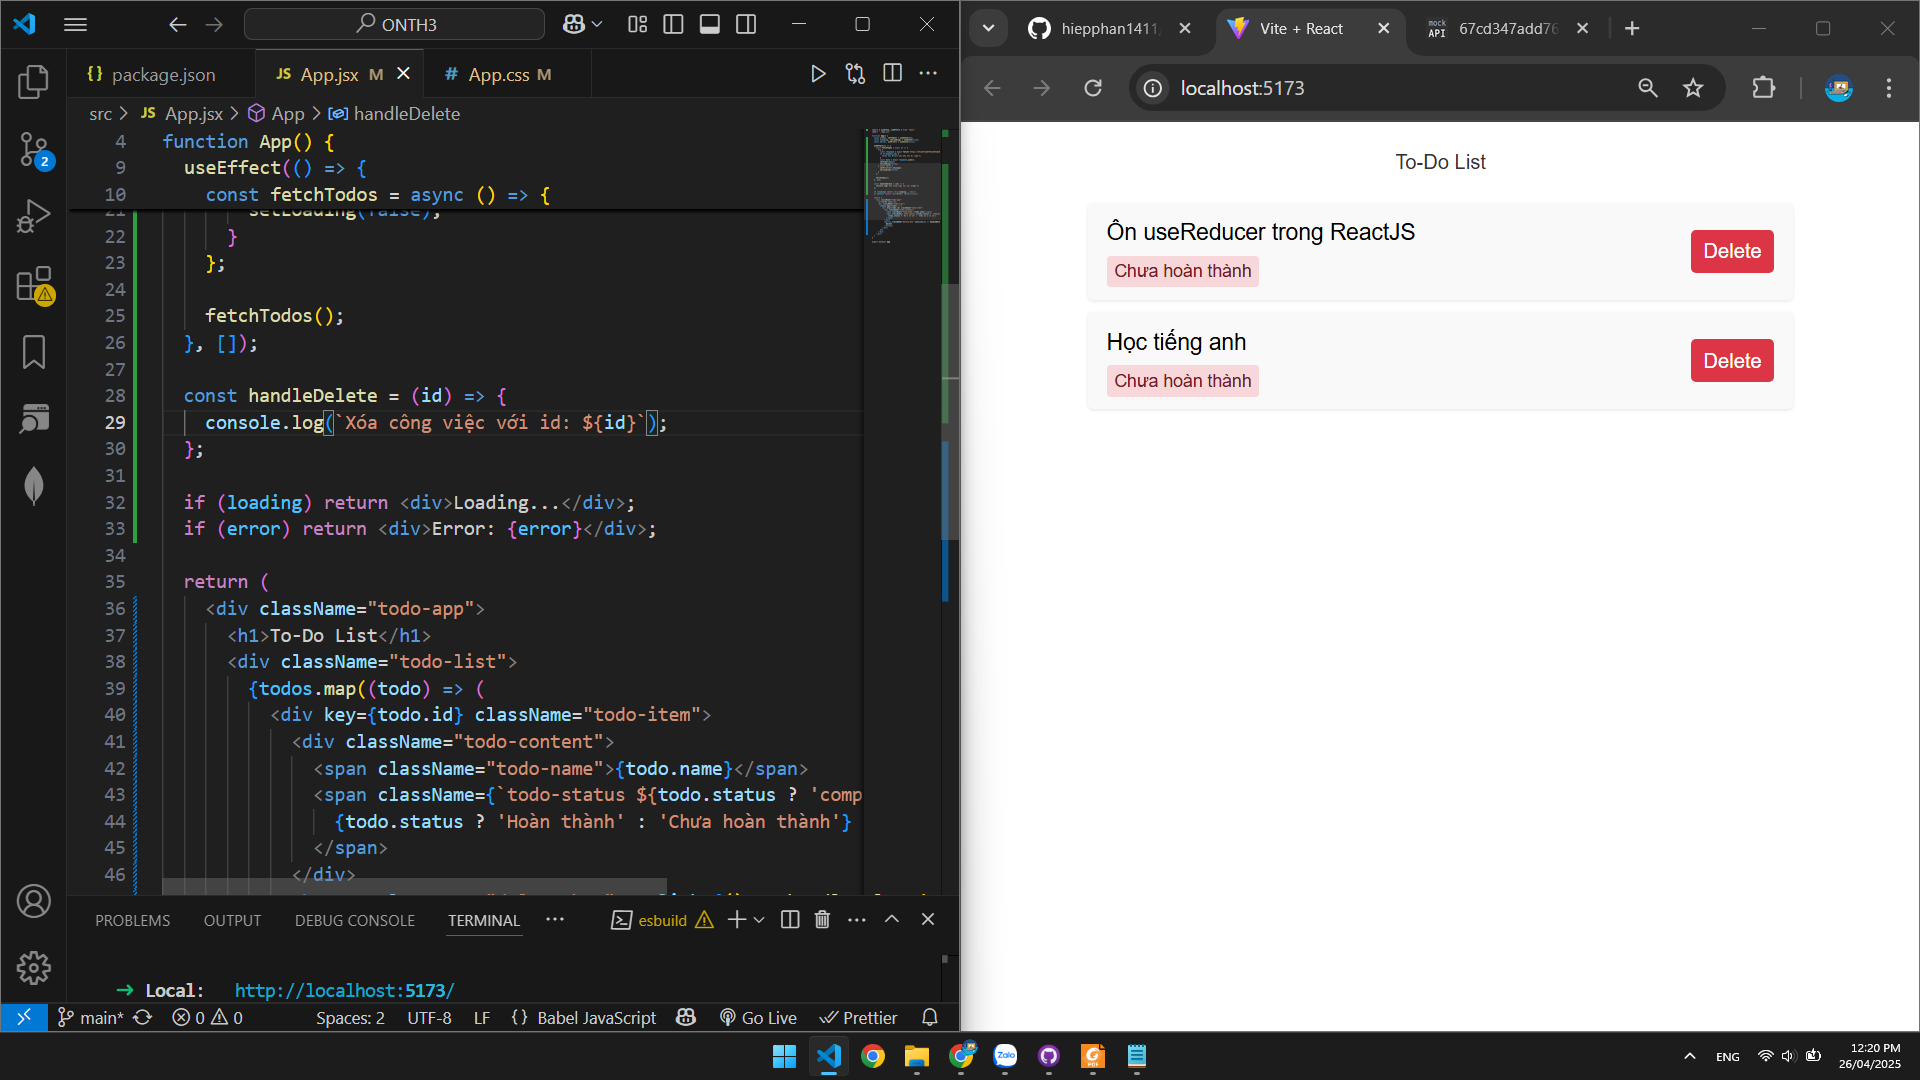 ONTH3
package.json
JS App.jsx M
# App.css M
src > JS App.jsx > App > handleDelete
4 function App() {
9 useEffect(() => {
10 const fetchTodos = async () => {
21 setLoading(false);
22 }
23 };
24
25 fetchTodos();
26 }, []);
27
28 const handleDelete = (id) => {
29 console.log(`Xóa công việc với id: ${id}`);
30 };
31
32 if (loading) return <div>Loading...</div>;
33 if (error) return <div>Error: {error}</div>;
34
35 return (
36 <div className="todo-app">
37 <h1>To-Do List</h1>
38 <div className="todo-list">
39 {todos.map((todo) => (
40 <div key={todo.id} className="todo-item">
41 <div className="todo-content">
42 <span className="todo-name">{todo.name}</span>
43 <span className={`todo-status ${todo.status ? 'comp
44 {todo.status ? 'Hoàn thành' : 'Chưa hoàn thành'}
45 </span>
46 </div>
PROBLEMS OUTPUT DEBUG CONSOLE TERMINAL ··· esbuild
➜ Local: http://localhost:5173/
main* 0 0 Spaces: 2 UTF-8 LF {} Babel JavaScript Go Live Prettier
2
hiepphan1411
Vite + React
mock API 67cd347add76
localhost:5173
To-Do List
Ôn useReducer trong ReactJS
Chưa hoàn thành
Delete
Học tiếng anh
Chưa hoàn thành
Delete
Zalo
PDF
ENG
12:20 PM
26/04/2025